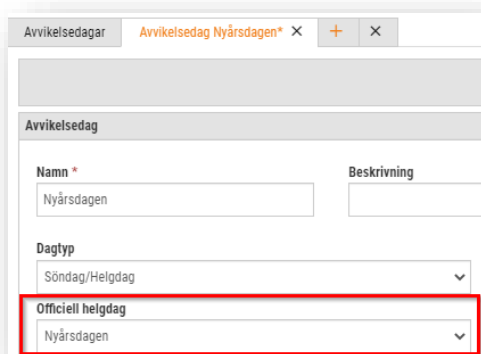 Avvikelsedagar Avvikelsedag Nyårsdagen* X + X
Avvikelsedag
Namn * Beskrivning
Nyårsdagen
Dagtyp
Söndag/Helgdag
Officiell helgdag
Nyårsdagen